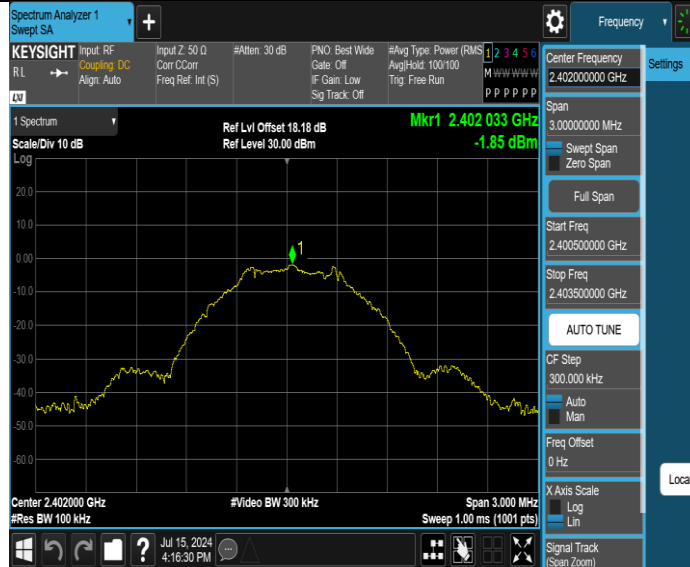 Spectrum Analyzer 1
Swept SA
+
Frequency
KEYSIGHT
RL
LXI
Input: RF
Coupling: DC
Align: Auto
Input Z: 50 Ω
Corr CCorr
Freq Ref: Int (S)
#Atten: 30 dB
PNO: Best Wide
Gate: Off
IF Gain: Low
Sig Track: Off
#Avg Type: Power (RMS
Avg|Hold: 100/100
Trig: Free Run
1 2 3 4 5 6
M W W W W W
P P P P P P
1 Spectrum
Scale/Div 10 dB
Log
Ref Lvl Offset 18.18 dB
Ref Level 30.00 dBm
Mkr1 2.402 033 GHz
-1.85 dBm
20.0
10.0
0.00
-10.0
-20.0
-30.0
-40.0
-50.0
-60.0
1
Center 2.402000 GHz
#Res BW 100 kHz
#Video BW 300 kHz
Span 3.000 MHz
Sweep 1.00 ms (1001 pts)
?
Jul 15, 2024
4:16:30 PM
Center Frequency
2.402000000 GHz
Span
3.00000000 MHz
Swept Span
Zero Span
Full Span
Start Freq
2.400500000 GHz
Stop Freq
2.403500000 GHz
AUTO TUNE
CF Step
300.000 kHz
Auto
Man
Freq Offset
0 Hz
X Axis Scale
Log
Lin
Signal Track
(Span Zoom)
Settings
Loca